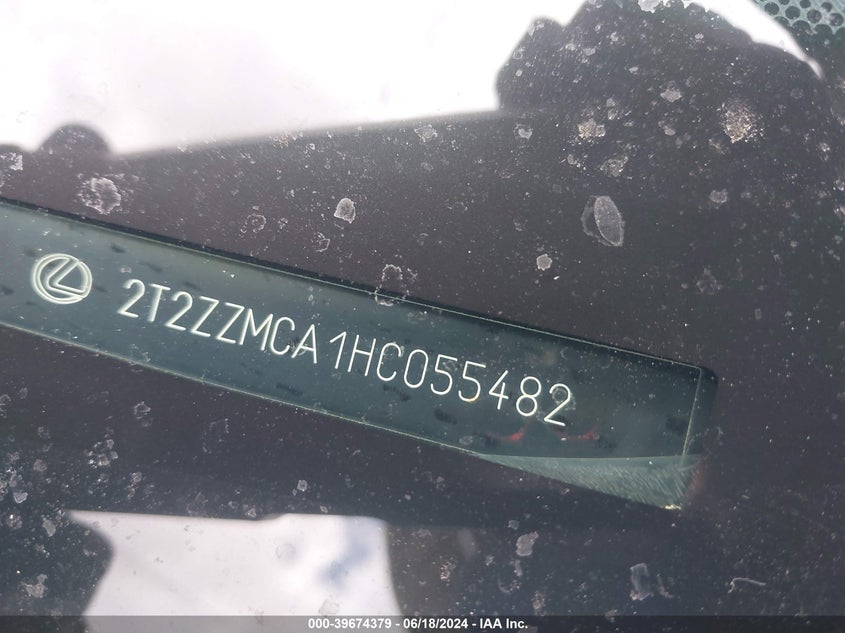 2T2ZZMCA1HC055482
000-39674379 - 06/18/2024 - IAA Inc.